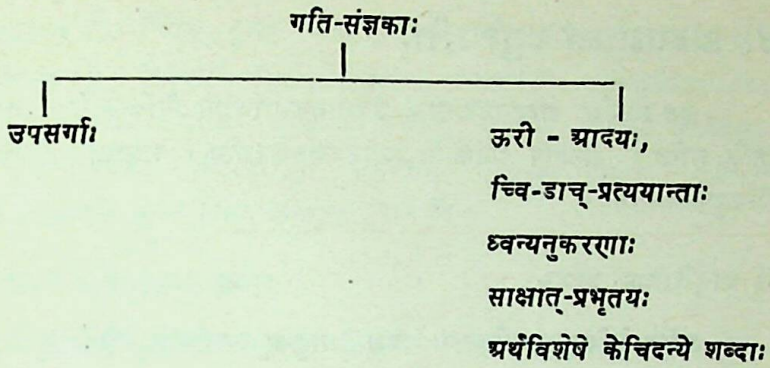 गति-संज्ञकाः
उपसर्गाः
ऊरी - आदयः,
च्वि-डाच्-प्रत्ययान्ताः
ध्वन्यनुकरणाः
साक्षात्-प्रभृतयः
अर्थविशेषे केचिदन्ये शब्दाः